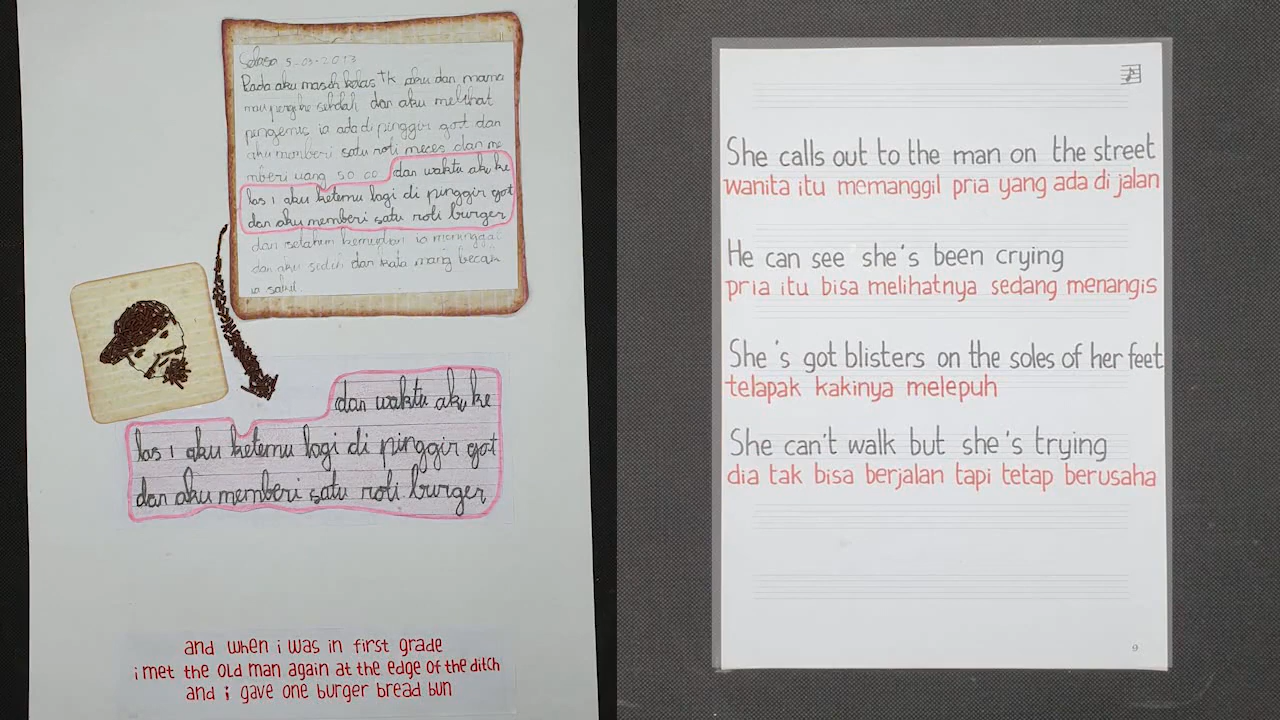 Selasa 5-03-2013
Pada aku masih kelas tk aku dan mama
mau pergi ke sekolah dan aku melihat
pengemis ia ada di pinggir got dan
aku memberi satu roti meces dan me
mberi uang 50 00 dan waktu aku ke
las 1 aku ketemu lagi di pinggir got
dan aku memberi satu roti burger
dan setahun kemudian ia meninggal
dan aku sedih dan kata mang becak
ia sakit
dan waktu aku ke
las 1 aku ketemu lagi di pinggir got
dan aku memberi satu roti burger
and when i was in first grade
i met the old man again at the edge of the ditch
and i gave one burger bread bun
She calls out to the man on the street
wanita itu memanggil pria yang ada di jalan
He can see she's been crying
pria itu bisa melihatnya sedang menangis
She's got blisters on the soles of her feet
telapak kakinya melepuh
She can't walk but she's trying
dia tak bisa berjalan tapi tetap berusaha
9